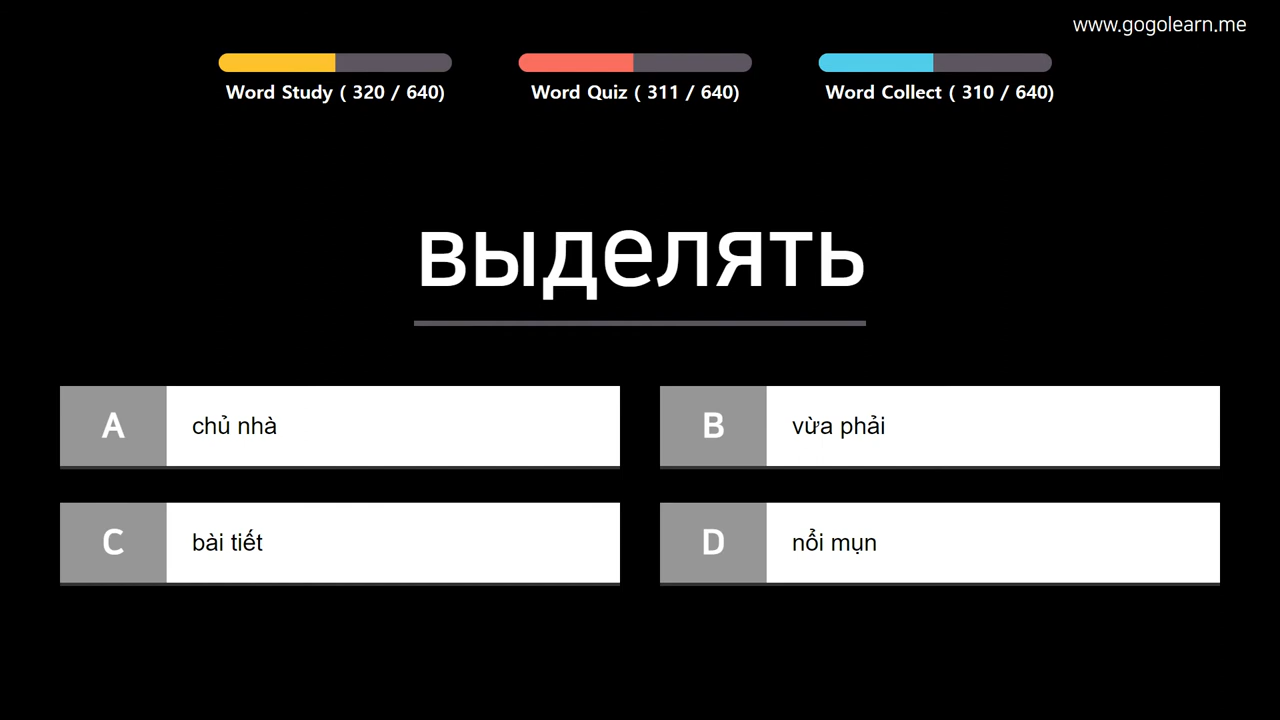 www.gogolearn.me
Word Study ( 320 / 640)
Word Quiz ( 311 / 640)
Word Collect ( 310 / 640)
выделять
A chủ nhà
B vừa phải
C bài tiết
D nổi mụn